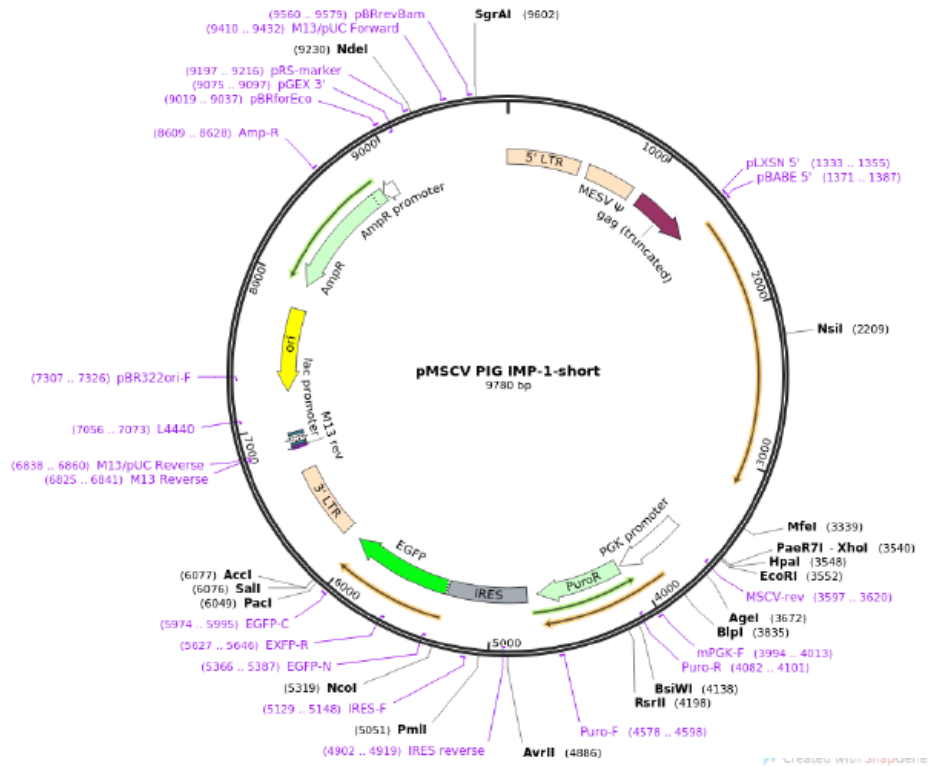 (9560 .. 9579) pBRrevBam
(9410 .. 9432) M13/pUC Forward
(9230) NdeI
(9197 .. 9216) pRS-marker
(9075 .. 9097) pGEX 3'
(9019 .. 9037) pBRforEco
(8609 .. 8628) Amp-R
SgrAI (9602)
pLXSN 5' (1333 .. 1355)
pBABE 5' (1371 .. 1387)
NsiI (2209)
MfeI (3339)
PaeR7I - XhoI (3540)
HpaI (3548)
EcoRI (3552)
MSCV-rev (3597 .. 3620)
AgeI (3672)
BlpI (3835)
mPGK-F (3994 .. 4013)
Puro-R (4082 .. 4101)
BsiWI (4138)
RsrII (4198)
Puro-F (4578 .. 4598)
AvrII (4886)
(4902 .. 4919) IRES reverse
(5051) PmlI
(5129 .. 5148) IRES-F
(5319) NcoI
(5366 .. 5387) EGFP-N
(5627 .. 5646) EXFP-R
(5974 .. 5995) EGFP-C
(6049) PacI
(6076) SalI
(6077) AccI
(6825 .. 6841) M13 Reverse
(6838 .. 6860) M13/pUC Reverse
(7056 .. 7073) L4440
(7307 .. 7326) pBR322ori-F
1000
2000
3000
4000
5000
6000
7000
8000
9000
5' LTR
MESV Ψ
gag (truncated)
PGK promoter
PuroR
IRES
EGFP
3' LTR
M13 rev
lac promoter
ori
AmpR
AmpR promoter
pMSCV PIG IMP-1-short
9780 bp
Created with SnapGene